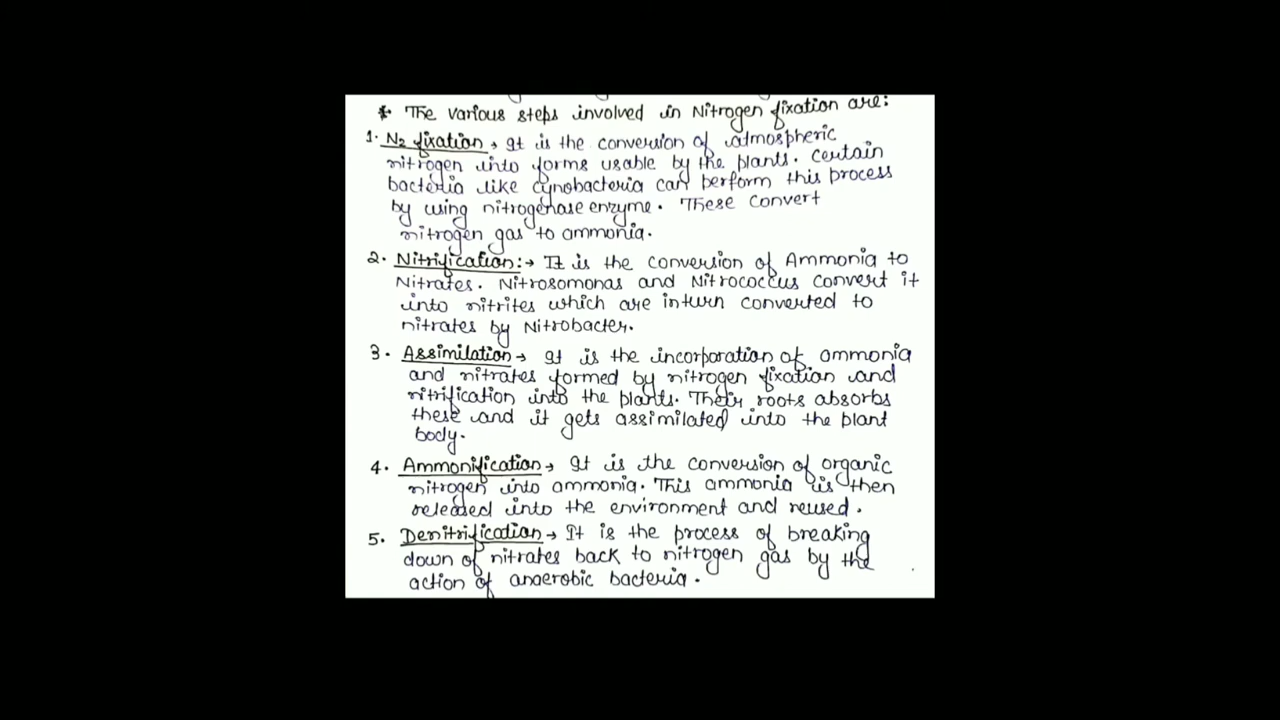 * The various steps involved in Nitrogen fixation are:
1. N₂ fixation → It is the conversion of atmospheric
nitrogen into forms usable by the plants. Certain
bacteria like cynobacteria can perform this process
by using nitrogenase enzyme. These convert
nitrogen gas to ammonia.
2. Nitrification:→ It is the conversion of Ammonia to
Nitrates. Nitrosomonas and Nitrococcus convert it
into nitrites which are inturn converted to
nitrates by Nitrobacter.
3. Assimilation → It is the incorporation of ammonia
and nitrates formed by nitrogen fixation and
nitrification into the plants. Their roots absorbs
these and it gets assimilated into the plant
body.
4. Ammonification → It is the conversion of organic
nitrogen into ammonia. This ammonia is then
released into the environment and reused.
5. Denitrification → It is the process of breaking
down of nitrates back to nitrogen gas by the
action of anaerobic bacteria.